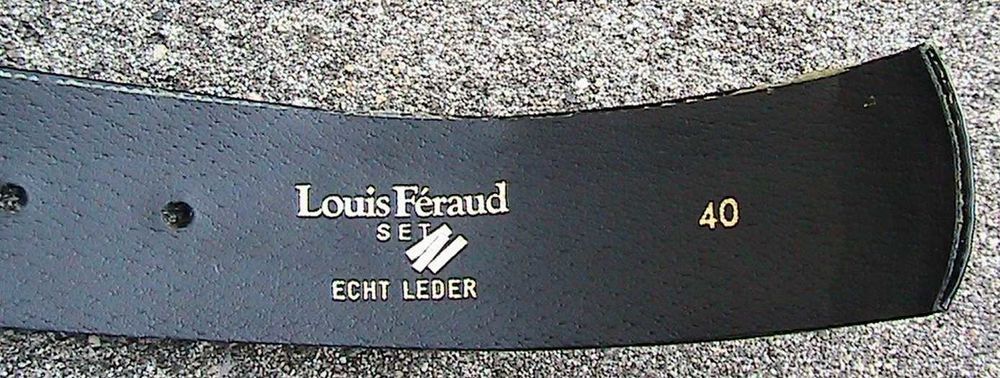 Louis Féraud
SET
ECHT LEDER
40